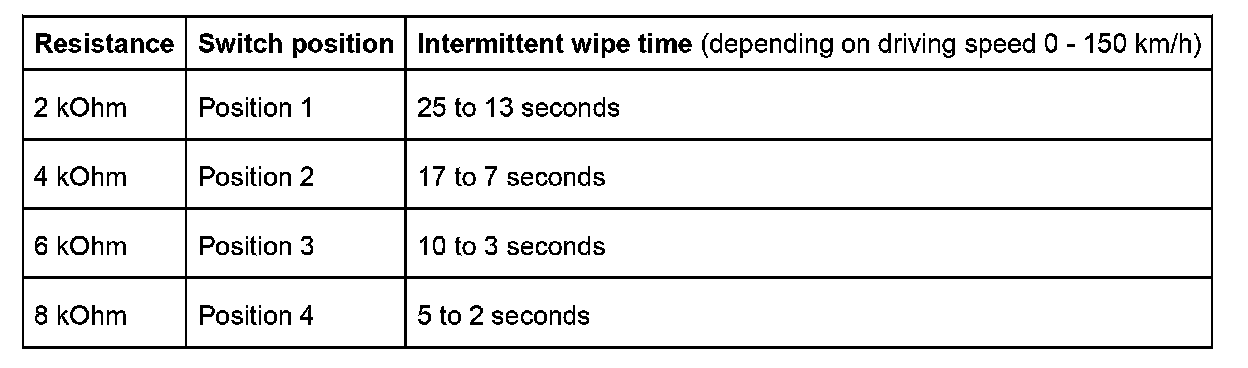 Resistance Switch position Intermittent wipe time (depending on driving speed 0 - 150 km/h)
2 kOhm Position 1 25 to 13 seconds
4 kOhm Position 2 17 to 7 seconds
6 kOhm Position 3 10 to 3 seconds
8 kOhm Position 4 5 to 2 seconds